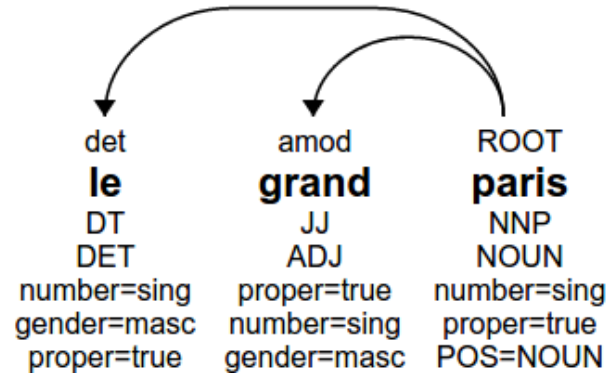 det amod ROOT
le grand paris
DT JJ NNP
DET ADJ NOUN
number=sing proper=true number=sing
gender=masc number=sing proper=true
proper=true gender=masc POS=NOUN